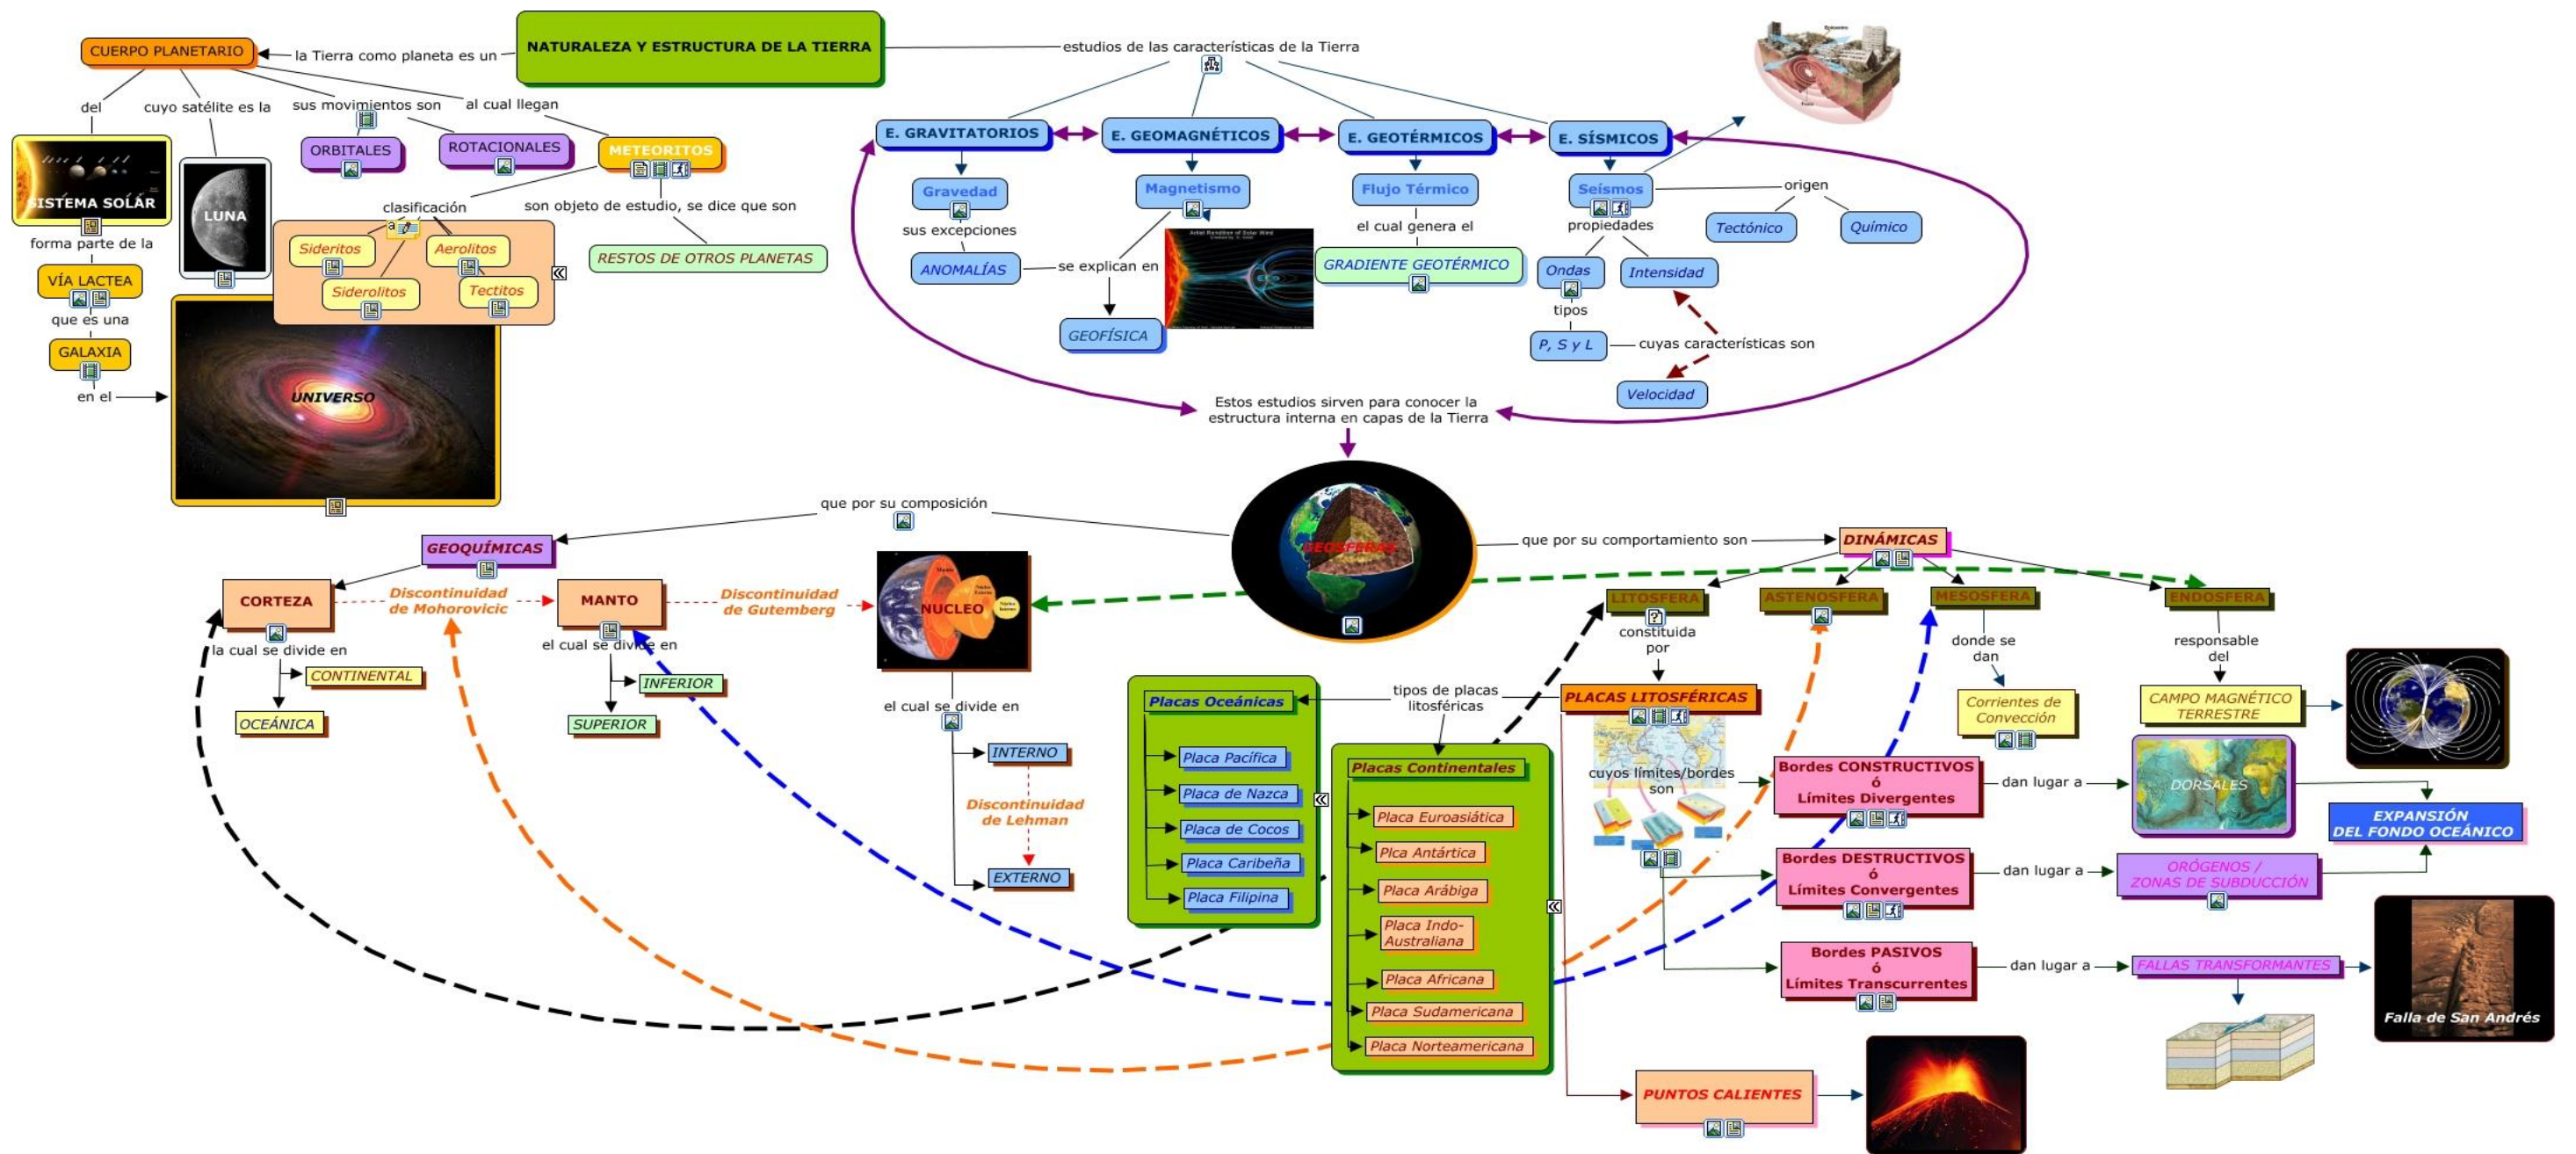 NATURALEZA Y ESTRUCTURA DE LA TIERRA
la Tierra como planeta es un
CUERPO PLANETARIO
del
cuyo satélite es la
sus movimientos son
al cual llegan
SISTEMA SOLAR
LUNA
ORBITALES
ROTACIONALES
METEORITOS
forma parte de la
VÍA LACTEA
que es una
GALAXIA
en el
UNIVERSO
clasificación
Sideritos
Aerolitos
Siderolitos
Tectitos
son objeto de estudio, se dice que son
RESTOS DE OTROS PLANETAS
estudios de las características de la Tierra
E. GRAVITATORIOS
E. GEOMAGNÉTICOS
E. GEOTÉRMICOS
E. SÍSMICOS
Gravedad
sus excepciones
ANOMALÍAS
se explican en
GEOFÍSICA
Magnetismo
Artist Rendition of Solar Wind
Flujo Térmico
el cual genera el
GRADIENTE GEOTÉRMICO
Seísmos
origen
Tectónico
Químico
propiedades
Ondas
Intensidad
tipos
P, S y L
cuyas características son
Velocidad
Estos estudios sirven para conocer la
estructura interna en capas de la Tierra
GEOSFERAS
que por su composición
GEOQUÍMICAS
CORTEZA
Discontinuidad
de Mohorovicic
MANTO
Discontinuidad
de Gutemberg
NUCLEO
la cual se divide en
CONTINENTAL
OCEÁNICA
el cual se divide en
INFERIOR
SUPERIOR
el cual se divide en
INTERNO
Discontinuidad
de Lehman
EXTERNO
que por su comportamiento son
DINÁMICAS
LITOSFERA
ASTENOSFERA
MESOSFERA
ENDOSFERA
constituida
por
PLACAS LITOSFÉRICAS
tipos de placas
litosféricas
Placas Oceánicas
Placa Pacífica
Placa de Nazca
Placa de Cocos
Placa Caribeña
Placa Filipina
Placas Continentales
Placa Euroasiática
Plca Antártica
Placa Arábiga
Placa Indo-
Australiana
Placa Africana
Placa Sudamericana
Placa Norteamericana
donde se
dan
Corrientes de
Convección
responsable
del
CAMPO MAGNÉTICO
TERRESTRE
cuyos límites/bordes
son
Bordes CONSTRUCTIVOS
ó
Límites Divergentes
dan lugar a
DORSALES
EXPANSIÓN
DEL FONDO OCEÁNICO
Bordes DESTRUCTIVOS
ó
Límites Convergentes
dan lugar a
ORÓGENOS /
ZONAS DE SUBDUCCIÓN
Bordes PASIVOS
ó
Límites Transcurrentes
dan lugar a
FALLAS TRANSFORMANTES
Falla de San Andrés
PUNTOS CALIENTES